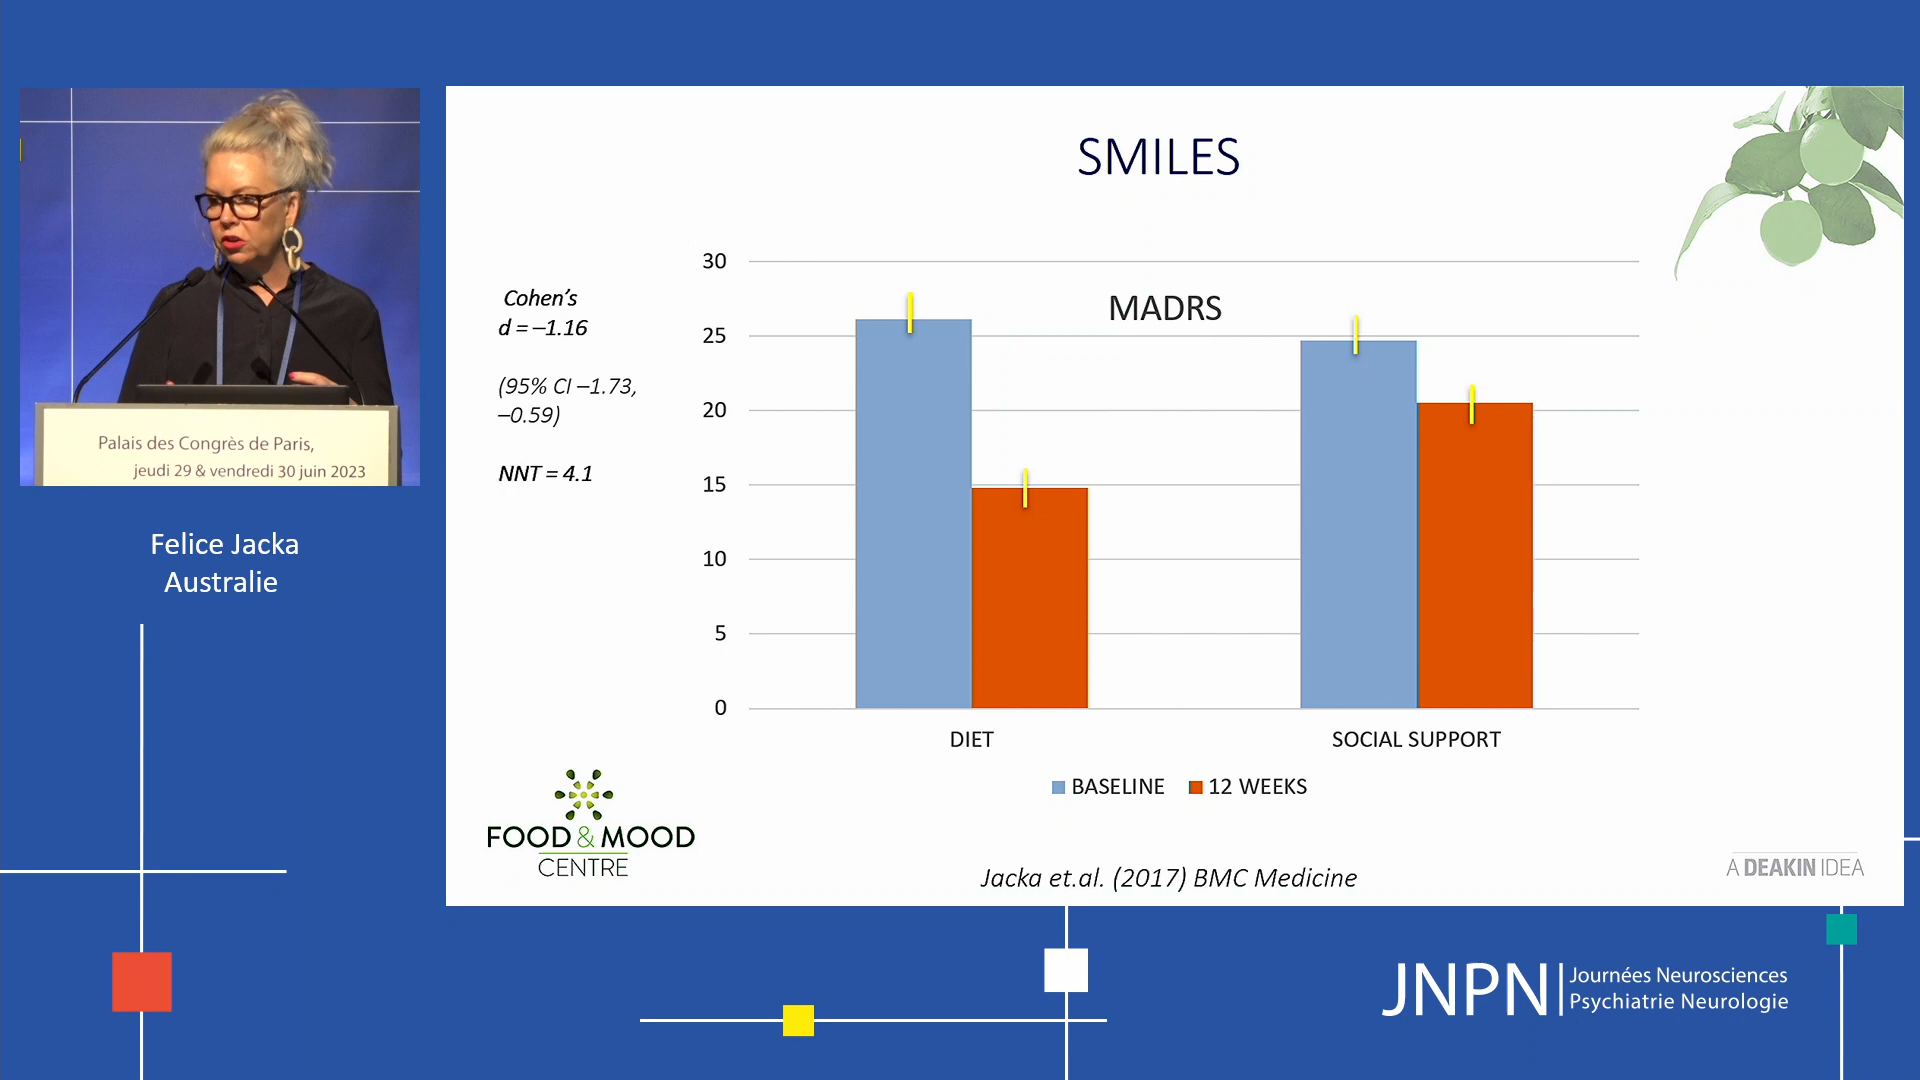 Palais des Congrès de Paris,
jeudi 29 & vendredi 30 juin 2023
Felice Jacka
Australie
SMILES
Cohen’s
d = –1.16
(95% CI –1.73,
–0.59)
NNT = 4.1
MADRS
30
25
20
15
10
5
0
DIET
SOCIAL SUPPORT
BASELINE
12 WEEKS
FOOD & MOOD
CENTRE
Jacka et.al. (2017) BMC Medicine
A DEAKIN IDEA
JNPN
Journées Neurosciences
Psychiatrie Neurologie